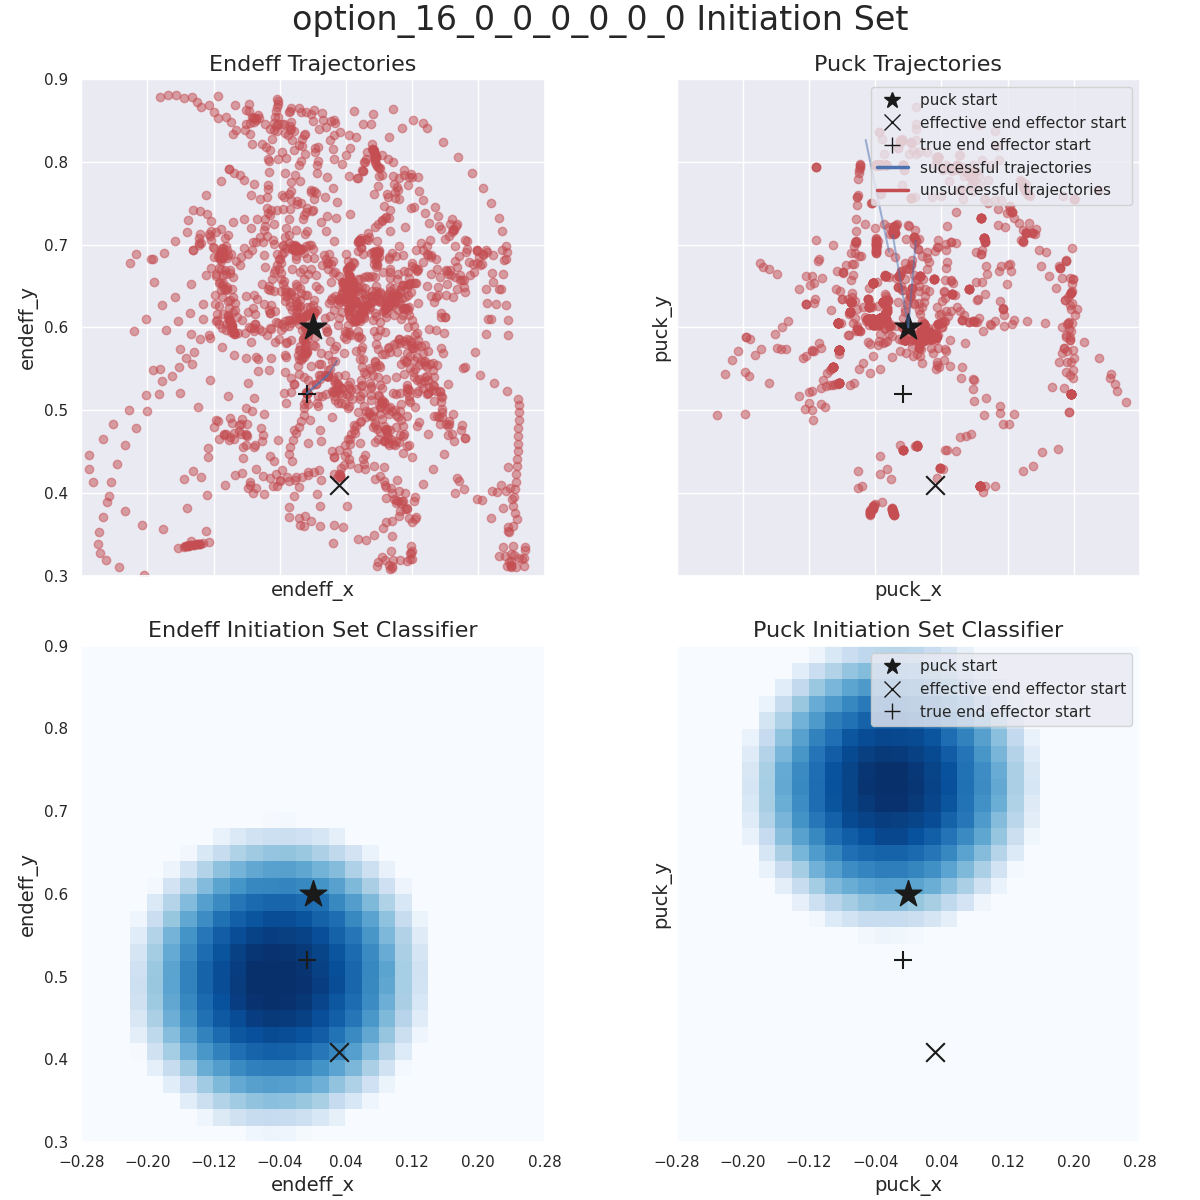 option_16_0_0_0_0_0_0 Initiation Set
Endeff Trajectories
0.9
0.8
0.7
0.6
0.5
0.4
0.3
endeff_y
endeff_x
Puck Trajectories
puck start
effective end effector start
true end effector start
successful trajectories
unsuccessful trajectories
puck_y
puck_x
Endeff Initiation Set Classifier
0.9
0.8
0.7
0.6
0.5
0.4
0.3
endeff_y
−0.28 −0.20 −0.12 −0.04 0.04 0.12 0.20 0.28
endeff_x
Puck Initiation Set Classifier
puck start
effective end effector start
true end effector start
puck_y
−0.28 −0.20 −0.12 −0.04 0.04 0.12 0.20 0.28
puck_x